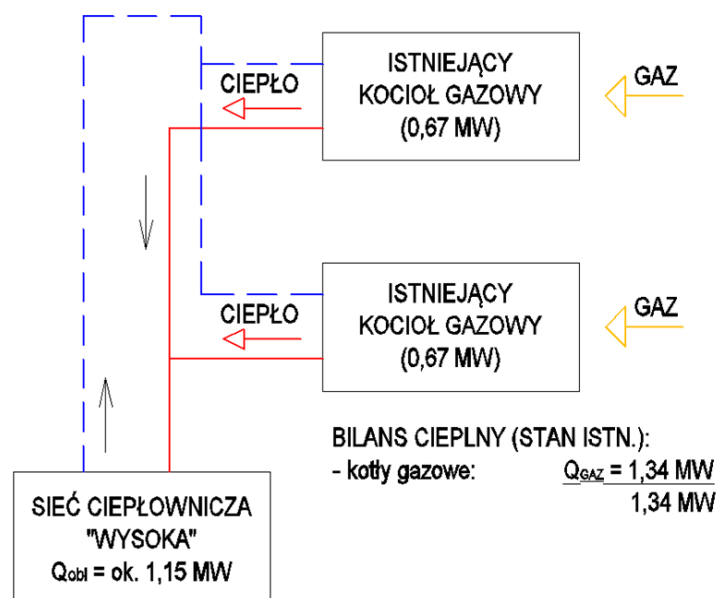 ISTNIEJĄCY
KOCIOŁ GAZOWY
(0,67 MW)
CIEPŁO
GAZ
ISTNIEJĄCY
KOCIOŁ GAZOWY
(0,67 MW)
CIEPŁO
GAZ
BILANS CIEPLNY (STAN ISTN.):
- kotły gazowe: QGAZ = 1,34 MW
1,34 MW
SIEĆ CIEPŁOWNICZA
"WYSOKA"
Qobl = ok. 1,15 MW